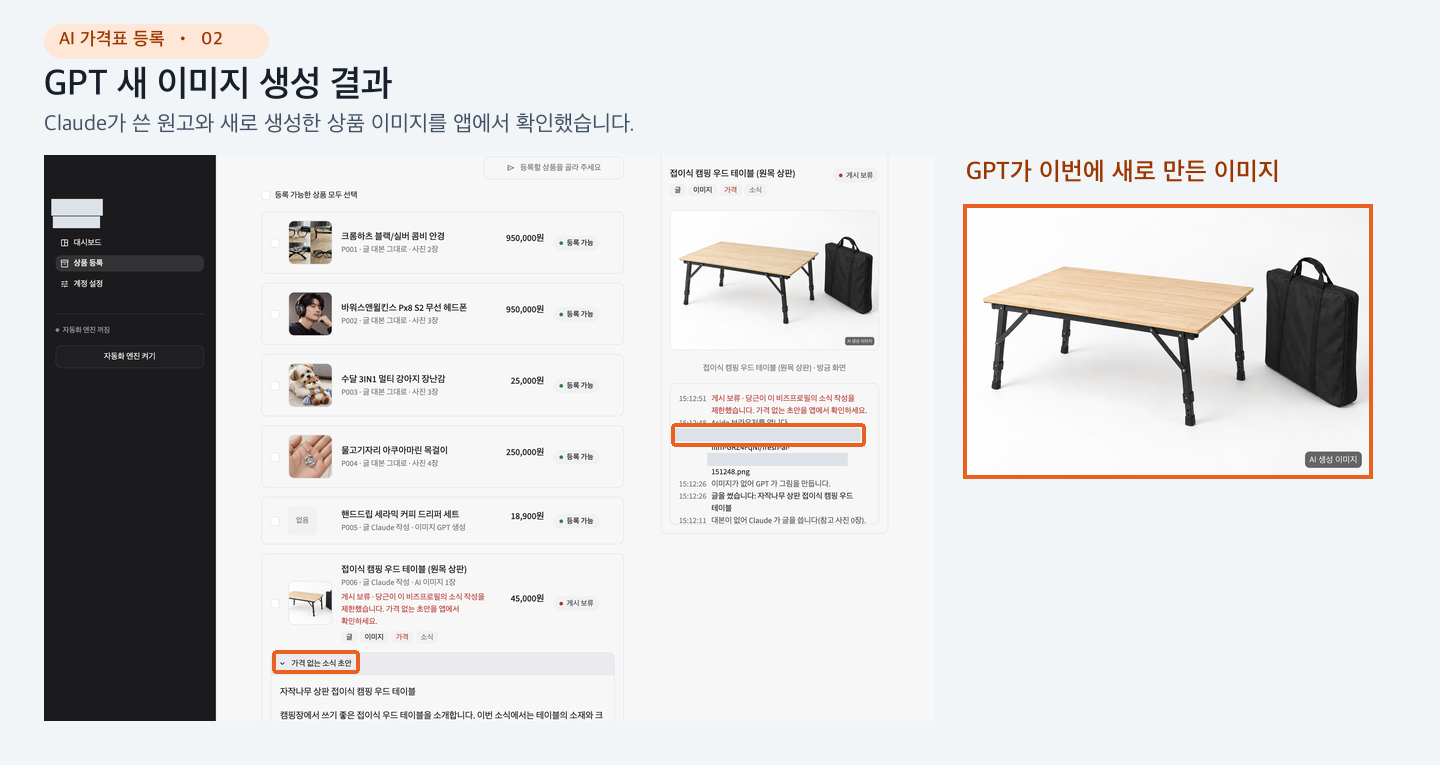 AI 가격표 등록 • 02
GPT 새 이미지 생성 결과
Claude가 쓴 원고와 새로 생성한 상품 이미지를 앱에서 확인했습니다.
대시보드
상품 등록
계정 설정
자동화 엔진 꺼짐
자동화 엔진 켜기
등록할 상품을 골라 주세요
등록 가능한 상품 모두 선택
크롬하츠 블랙/실버 콤비 안경
P001 · 글 대본 그대로 · 사진 2장
950,000원
등록 가능
바워스앤윌킨스 Px8 S2 무선 헤드폰
P002 · 글 대본 그대로 · 사진 3장
950,000원
등록 가능
수달 3IN1 멀티 강아지 장난감
P003 · 글 대본 그대로 · 사진 3장
25,000원
등록 가능
물고기자리 아쿠아마린 목걸이
P004 · 글 대본 그대로 · 사진 4장
250,000원
등록 가능
없음
핸드드립 세라믹 커피 드리퍼 세트
P005 · 글 Claude 작성 · 이미지 GPT 생성
18,900원
등록 가능
접이식 캠핑 우드 테이블 (원목 상판)
P006 · 글 Claude 작성 · AI 이미지 1장
게시 보류 · 당근이 이 비즈프로필의 소식 작성을
제한했습니다. 가격 없는 초안을 앱에서
확인하세요.
글 이미지 가격 소식
45,000원
게시 보류
가격 없는 소식 초안
자작나무 상판 접이식 캠핑 우드 테이블
캠핑장에서 쓰기 좋은 접이식 우드 테이블을 소개합니다. 이번 소식에서는 테이블의 소재와 크
접이식 캠핑 우드 테이블 (원목 상판)
게시 보류
글 이미지 가격 소식
AI 생성 이미지
접이식 캠핑 우드 테이블 (원목 상판) · 방금 화면
15:12:51 게시 보류 · 당근이 이 비즈프로필의 소식 작성을
제한했습니다. 가격 없는 초안을 앱에서 확인하세요.
15:12:48 Aside 브라우저를 엽니다.
151248.png
15:12:26 이미지가 없어 GPT 가 그림을 만듭니다.
15:12:26 글을 썼습니다: 자작나무 상판 접이식 캠핑 우드
테이블
15:12:11 대본이 없어 Claude 가 글을 씁니다(참고 사진 0장).
GPT가 이번에 새로 만든 이미지
AI 생성 이미지